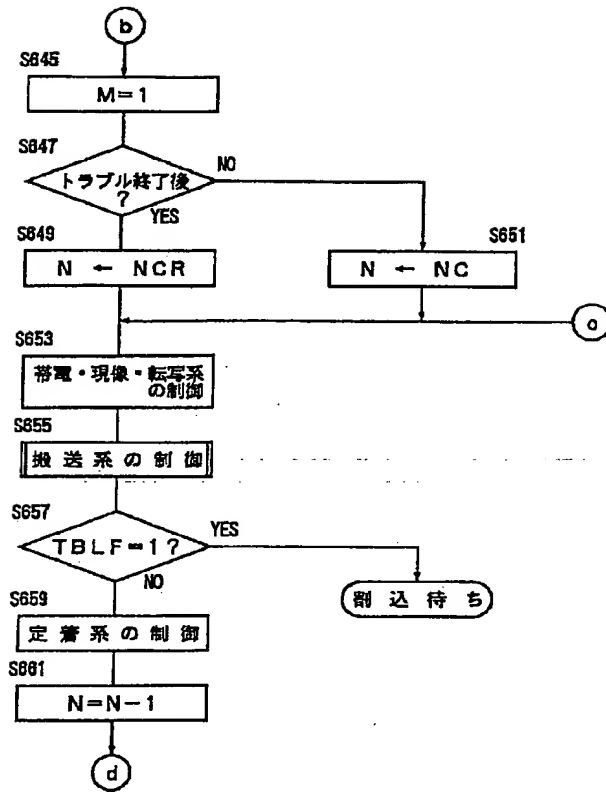 b
S645
M=1
S647
トラブル終了後
?
NO
YES
S649
N ← NCR
S651
N ← NC
a
S653
帯電・現像・転写系
の制御
S655
搬送系の制御
S657
TBLF=1?
YES
NO
割込待ち
S659
定着系の制御
S661
N=N-1
d